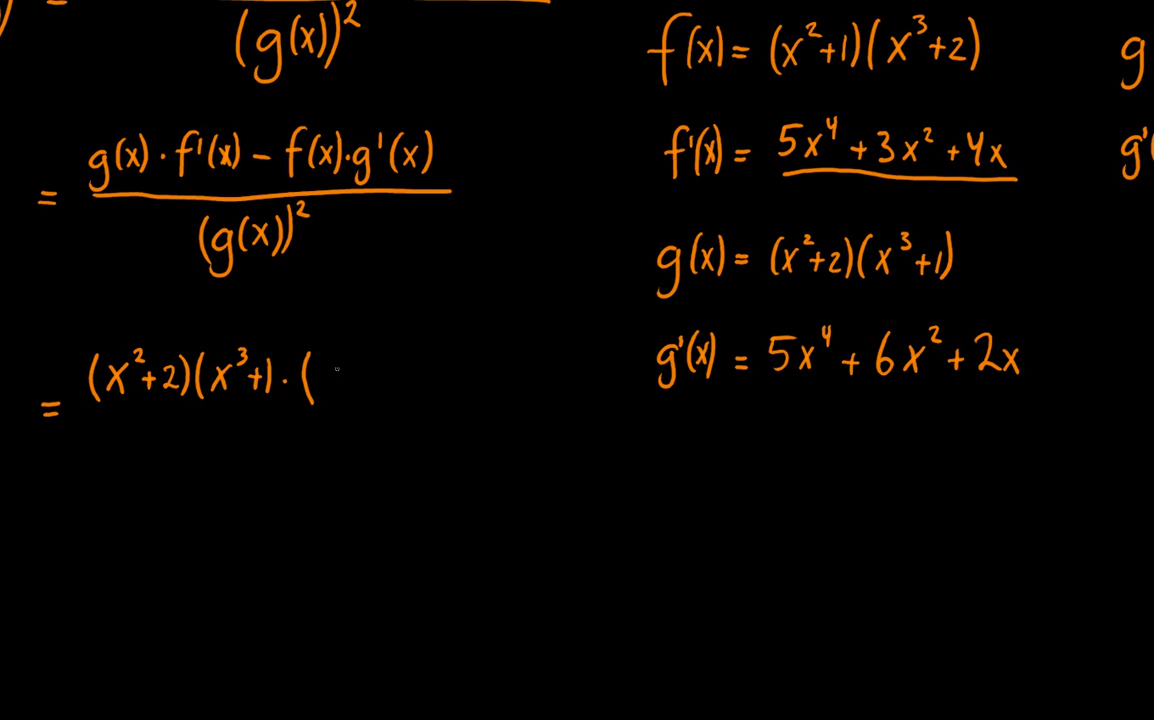 (g(x))²
= g(x)·f'(x) - f(x)·g'(x)
(g(x))²
= (x²+2)(x³+1)·(
f(x) = (x²+1)(x³+2)
f'(x) = 5x⁴+3x²+4x
g(x) = (x²+2)(x³+1)
g'(x) = 5x⁴+6x²+2x
g
g'(